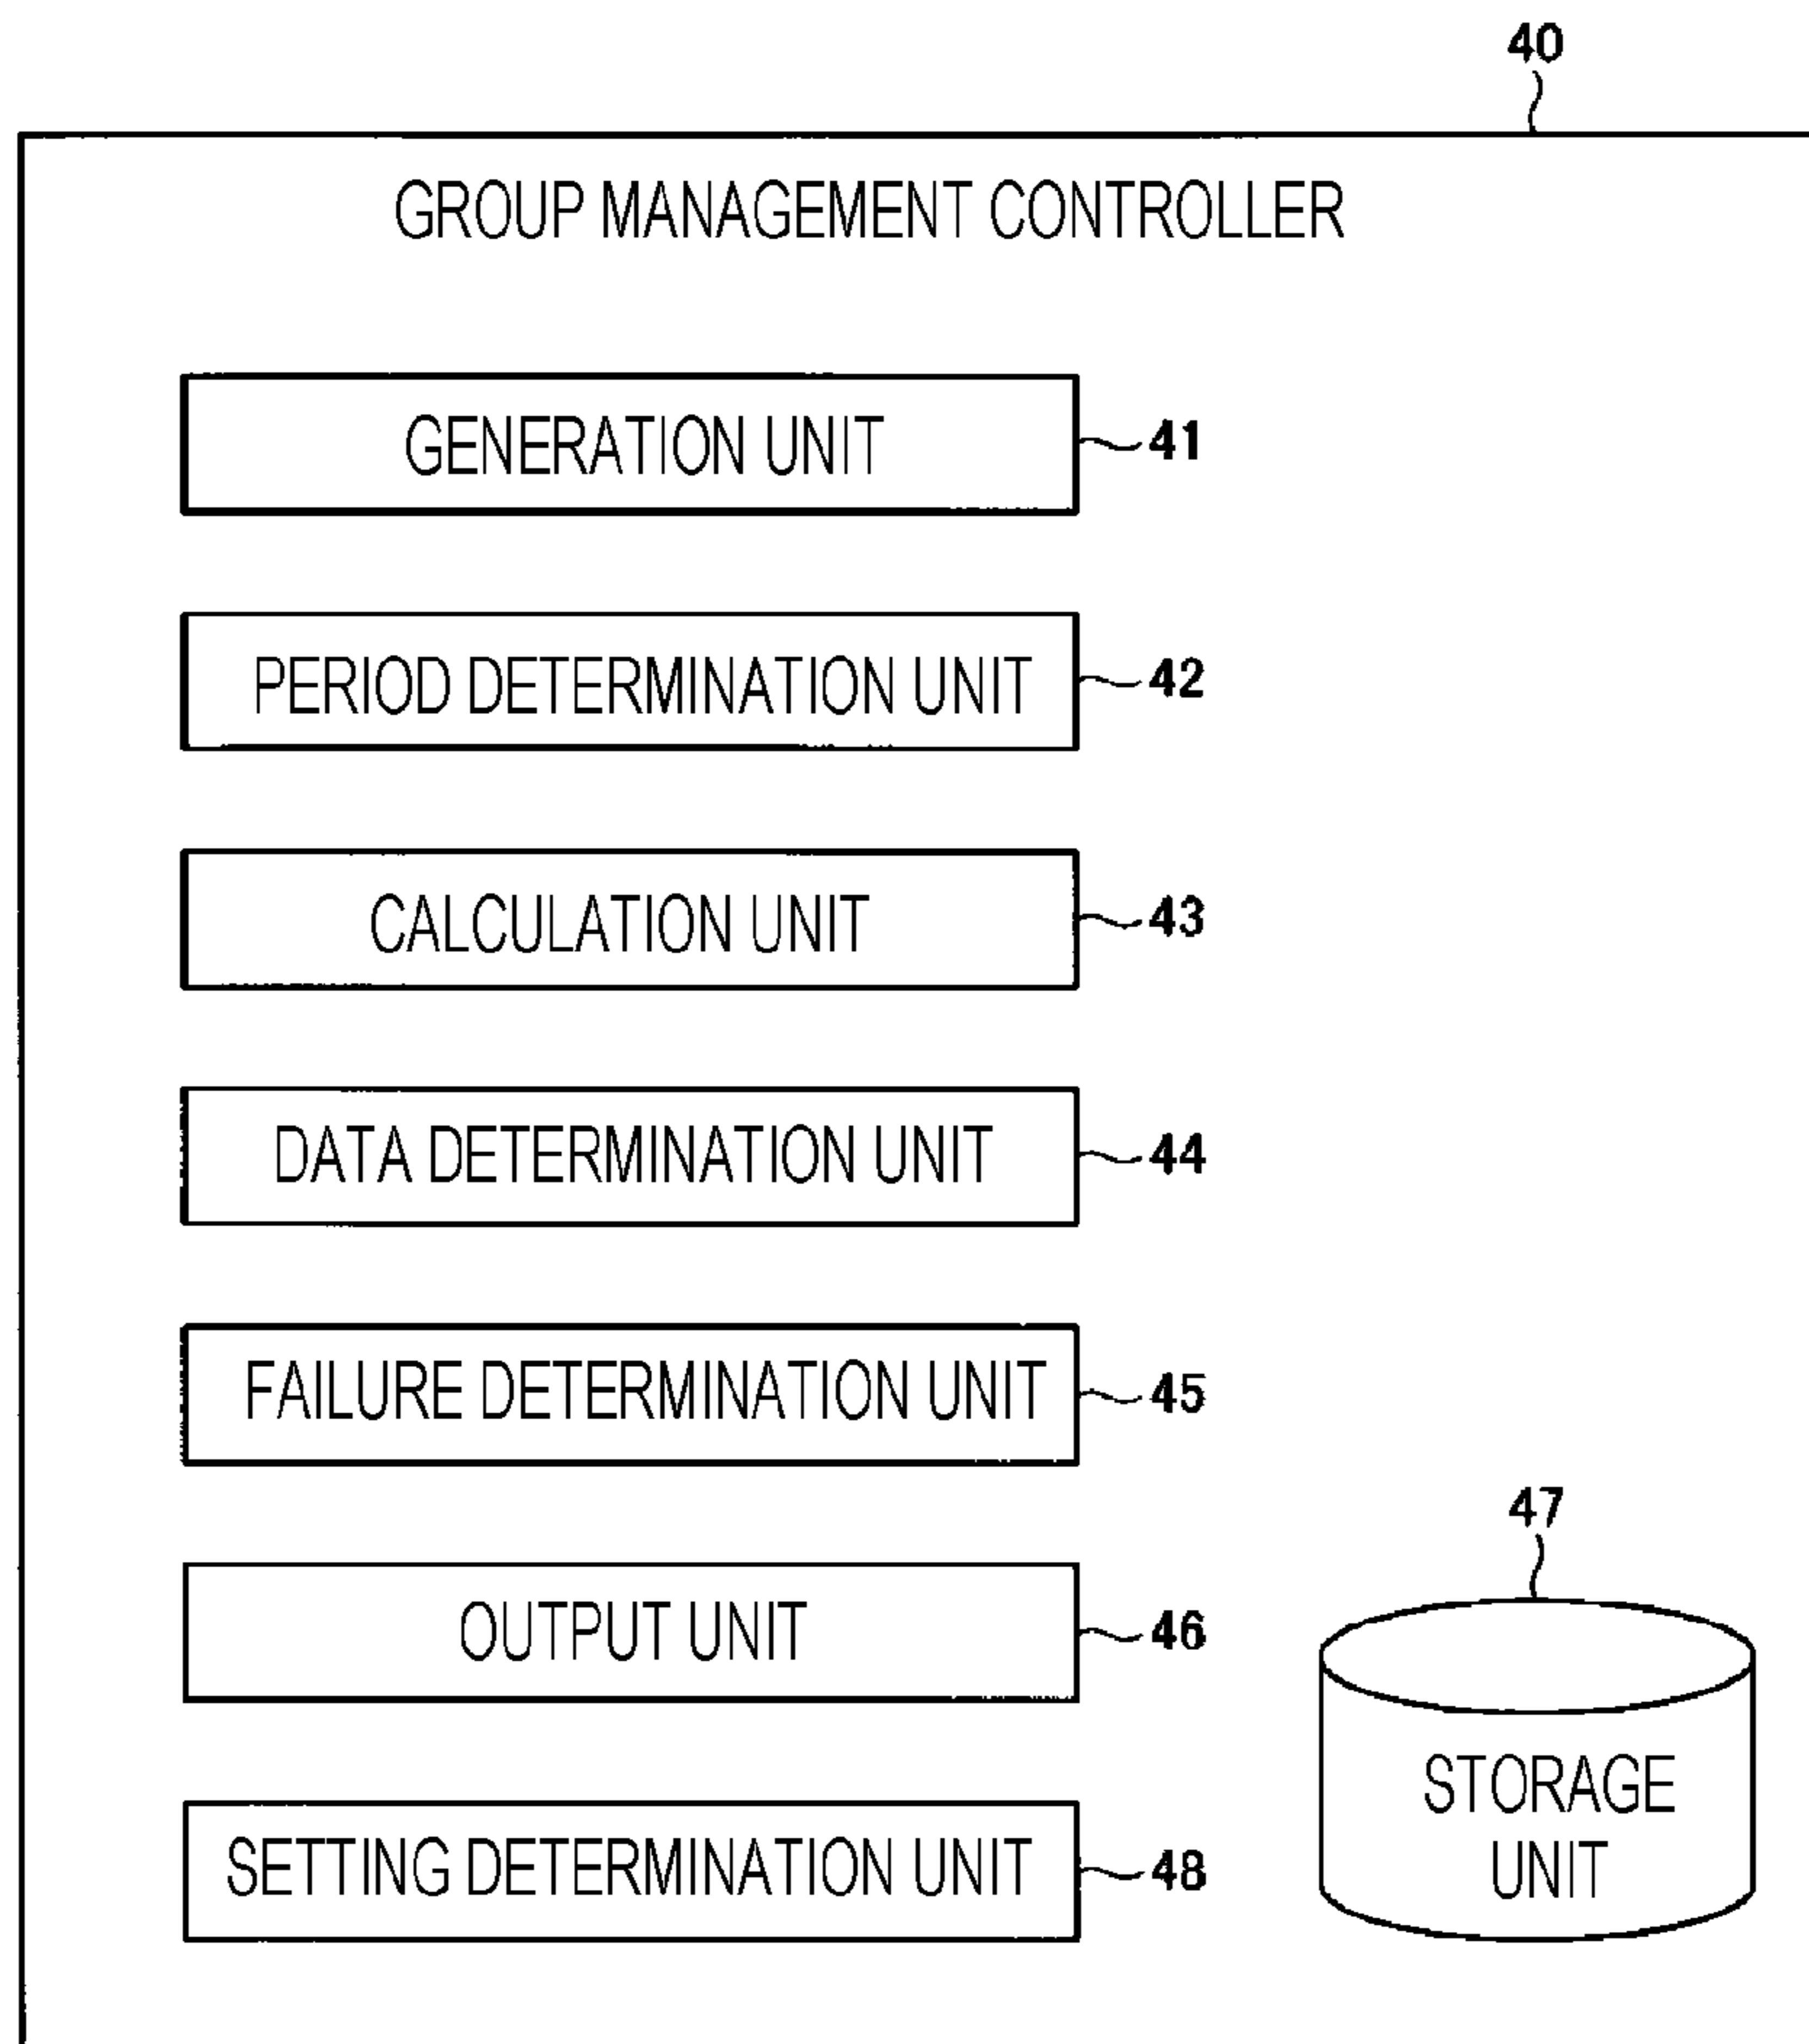 40
GROUP MANAGEMENT CONTROLLER
GENERATION UNIT
41
PERIOD DETERMINATION UNIT
42
CALCULATION UNIT
43
DATA DETERMINATION UNIT
44
FAILURE DETERMINATION UNIT
45
OUTPUT UNIT
46
47
STORAGE
UNIT
SETTING DETERMINATION UNIT
48